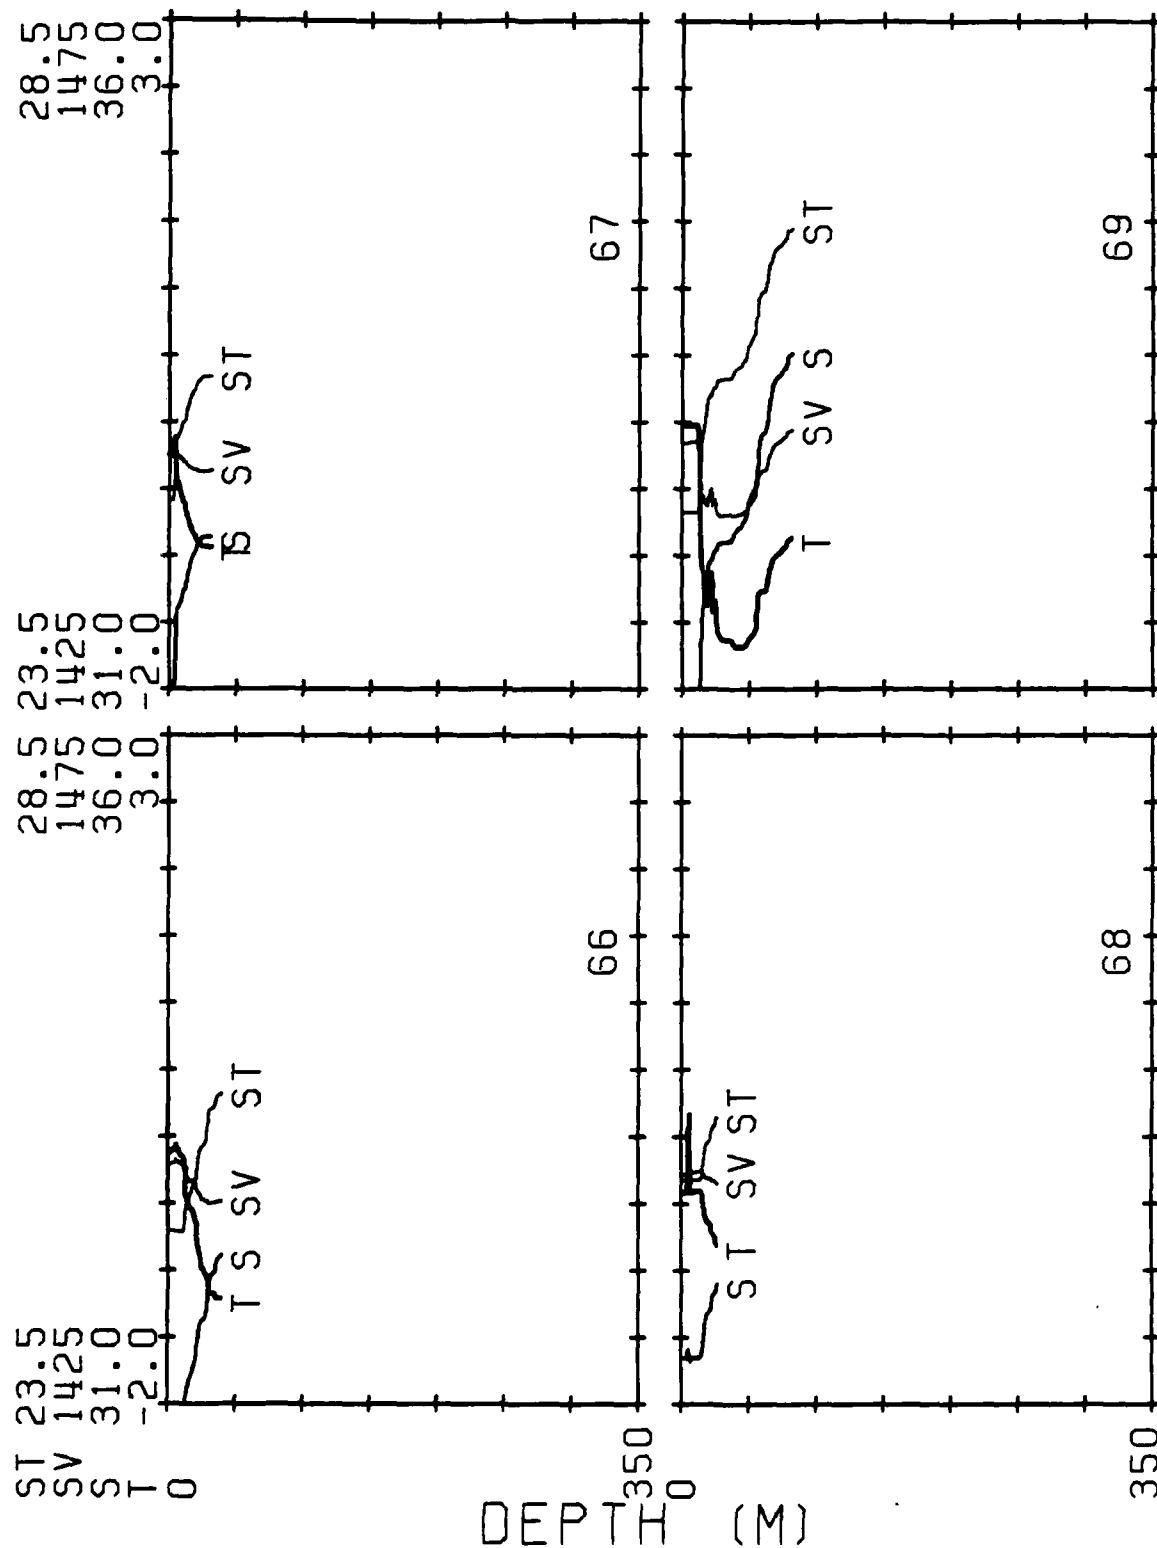 ST 23.5 28.5 23.5 28.5
SV 1425 1475 1425 1475
S 31.0 36.0 31.0 36.0
T -2.0 3.0 -2.0 3.0
0
T S SV ST
66
T S SV ST
67
350
0
S T SV ST
68
T SV S ST
69
350
DEPTH (M)